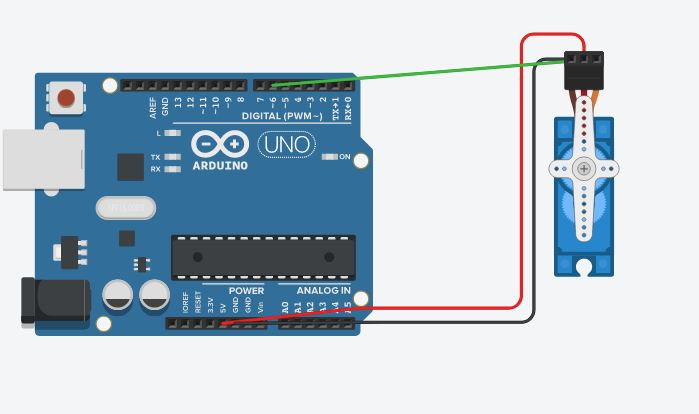 AREF
GND
13
12
~11
~10
~9
8
7
~6
~5
4
~3
2
TX→1
RX←0
DIGITAL (PWM~)
L
TX
RX
ARDUINO
UNO
ON
POWER
ANALOG IN
IOREF
RESET
3.3V
5V
GND
GND
Vin
A0
A1
A2
A3
A4
A5